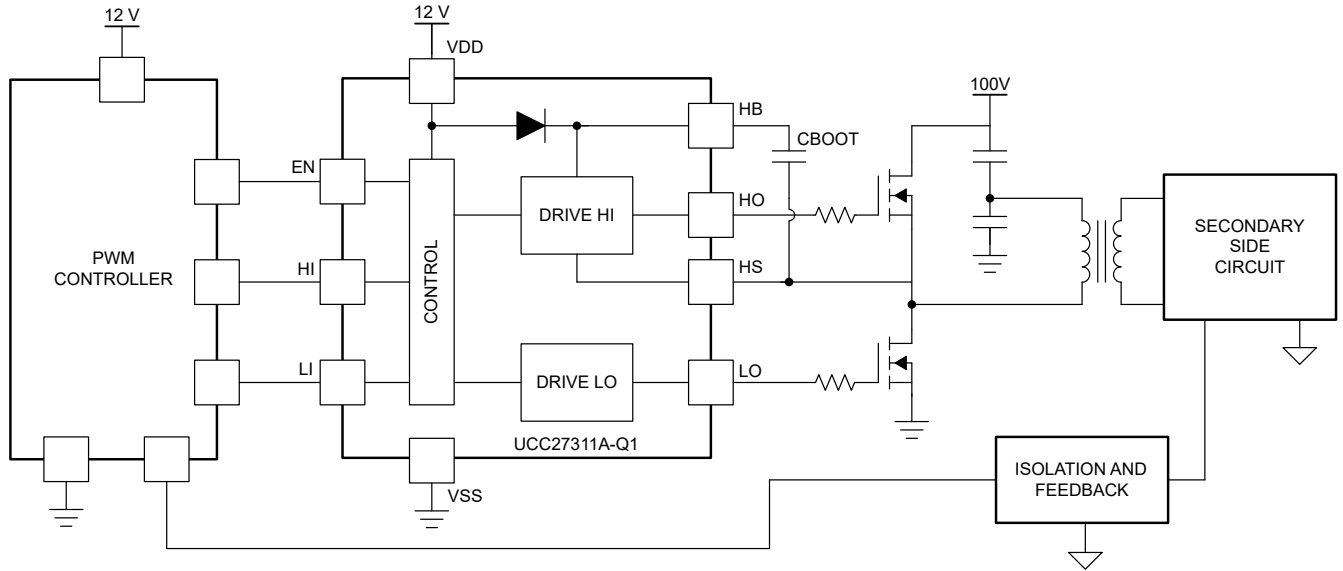 12 V
12 V
VDD
100V
HB
CBOOT
EN
DRIVE HI
HO
PWM
CONTROLLER
HI
CONTROL
HS
SECONDARY
SIDE
CIRCUIT
LI
DRIVE LO
LO
UCC27311A-Q1
VSS
ISOLATION AND
FEEDBACK